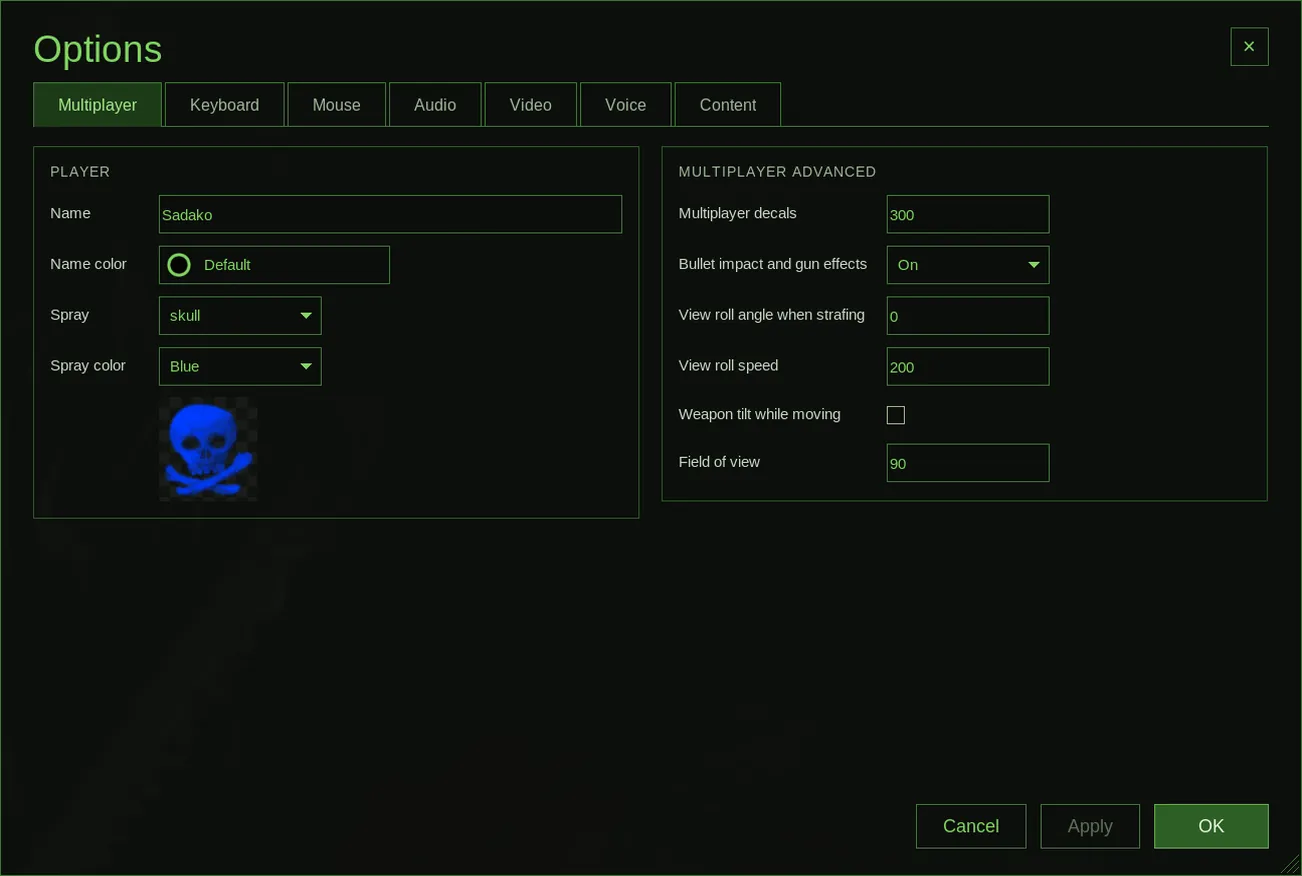 Options
×
Multiplayer Keyboard Mouse Audio Video Voice Content
PLAYER
Name Sadako
Name color Default
Spray skull
Spray color Blue
MULTIPLAYER ADVANCED
Multiplayer decals 300
Bullet impact and gun effects On
View roll angle when strafing 0
View roll speed 200
Weapon tilt while moving
Field of view 90
Cancel Apply OK